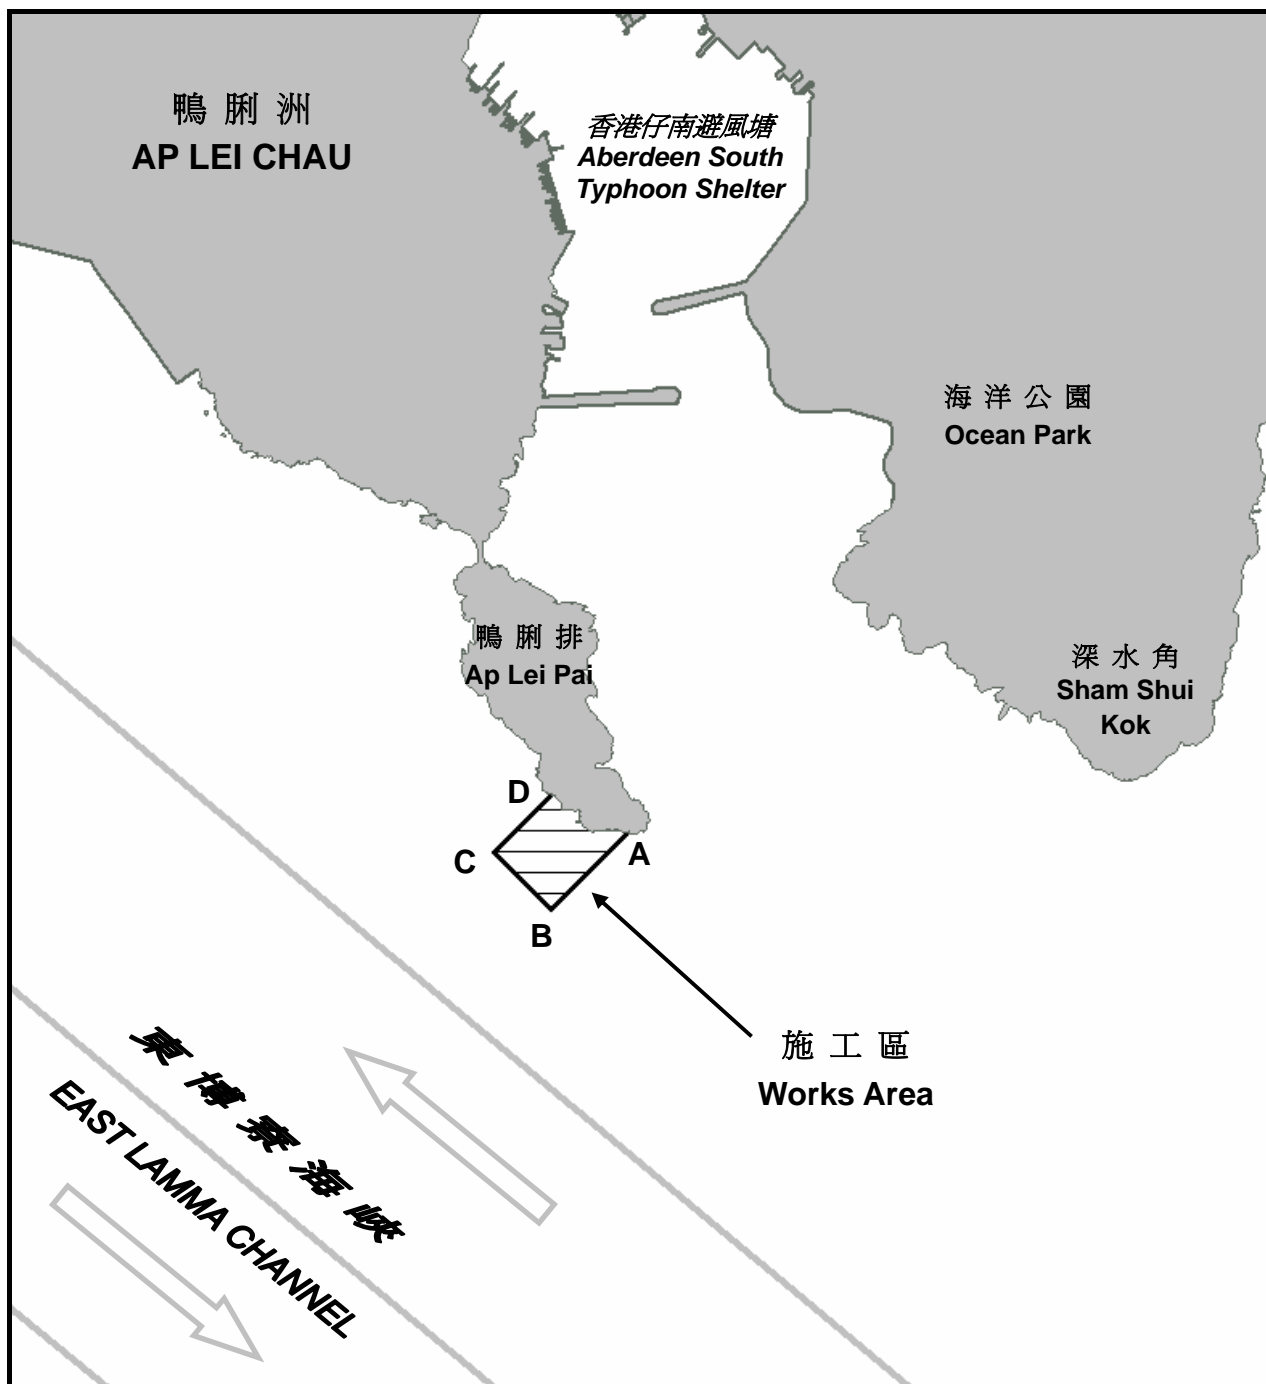 鴨脷洲
AP LEI CHAU
香港仔南避風塘
Aberdeen South
Typhoon Shelter
海洋公園
Ocean Park
鴨脷排
Ap Lei Pai
深水角
Sham Shui
Kok
D
C
A
B
施工區
Works Area
東博寮海峽
EAST LAMMA CHANNEL